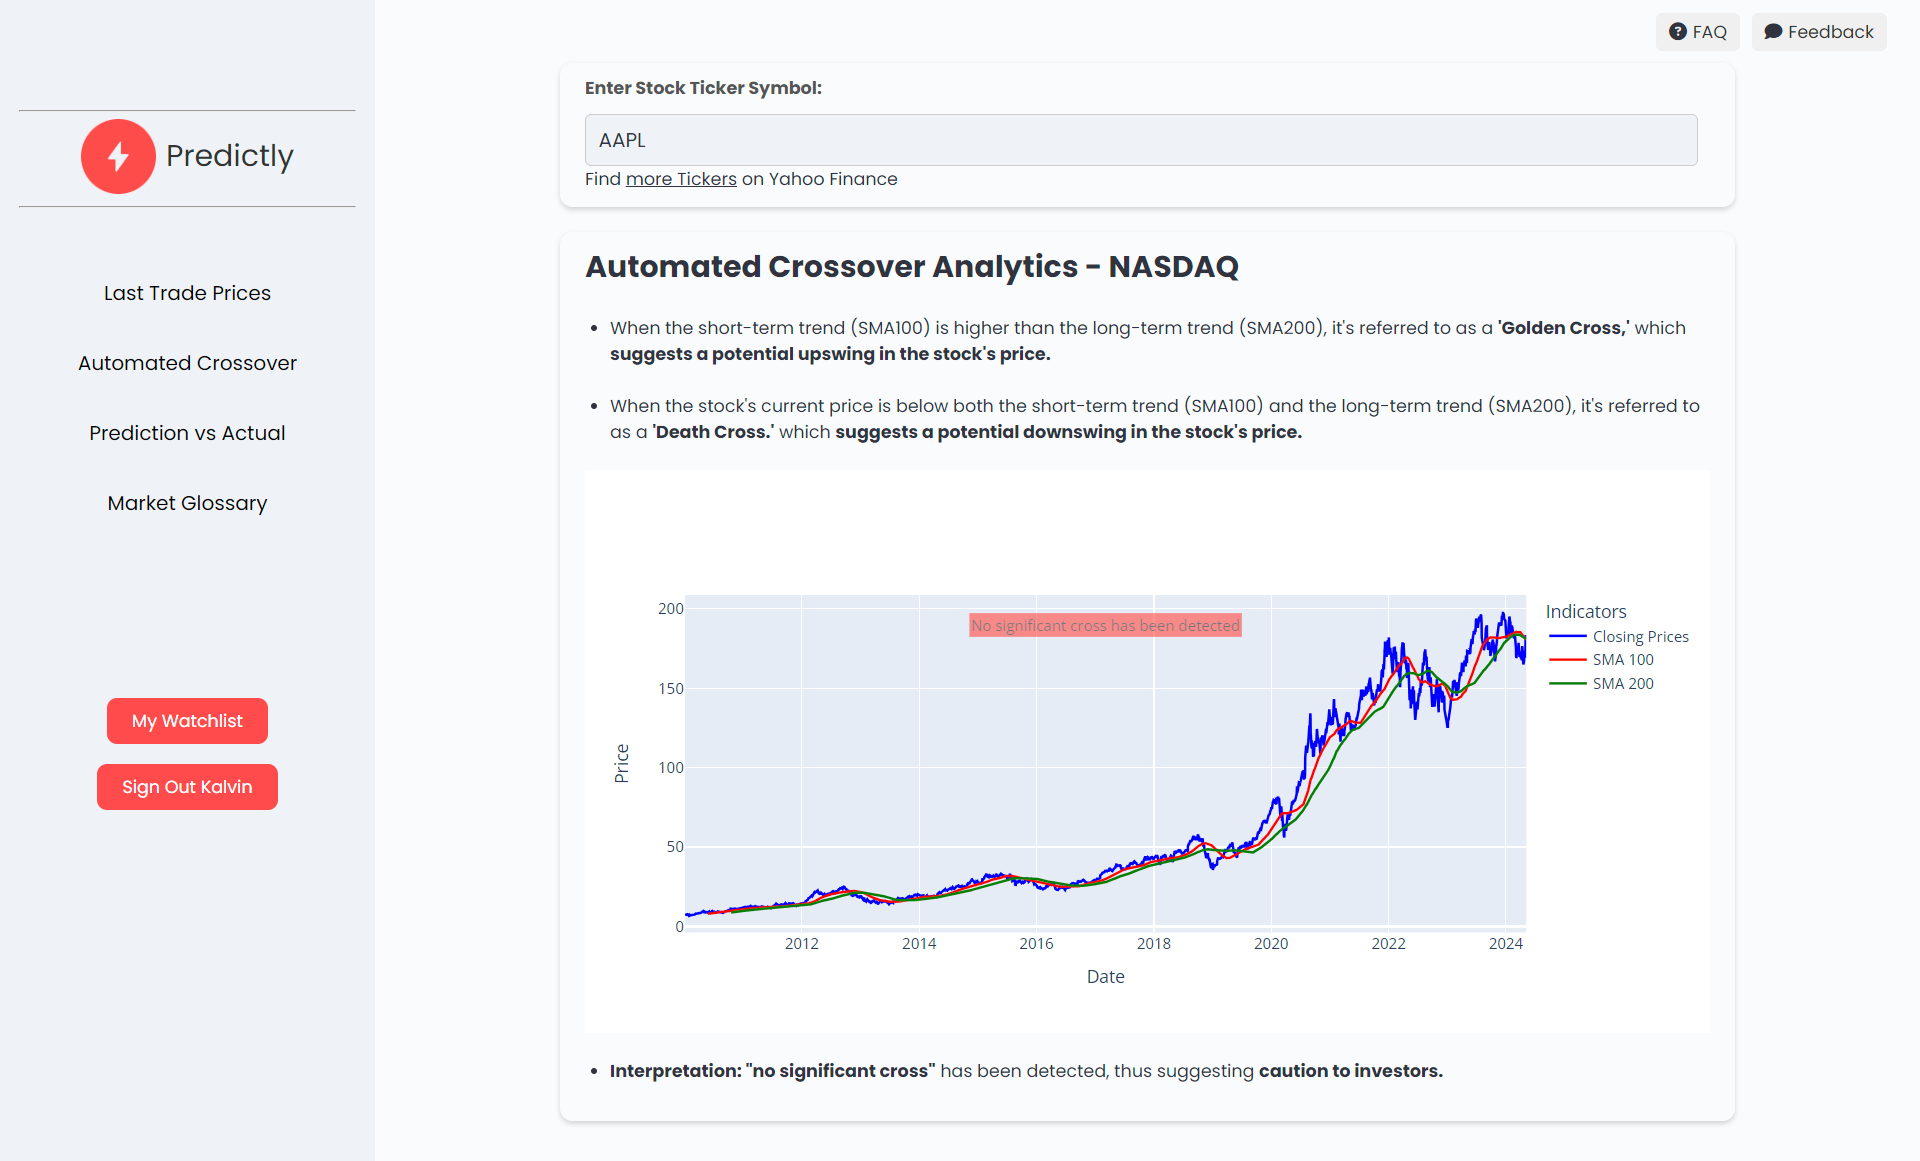 FAQ
Feedback
Predictly
Last Trade Prices
Automated Crossover
Prediction vs Actual
Market Glossary
My Watchlist
Sign Out Kalvin
Enter Stock Ticker Symbol:
AAPL
Find more Tickers on Yahoo Finance
Automated Crossover Analytics - NASDAQ
• When the short-term trend (SMA100) is higher than the long-term trend (SMA200), it's referred to as a 'Golden Cross,' which
suggests a potential upswing in the stock's price.
• When the stock's current price is below both the short-term trend (SMA100) and the long-term trend (SMA200), it's referred to
as a 'Death Cross.' which suggests a potential downswing in the stock's price.
No significant cross has been detected
200
150
100
50
0
Price
2012 2014 2016 2018 2020 2022 2024
Date
Indicators
Closing Prices
SMA 100
SMA 200
• Interpretation: "no significant cross" has been detected, thus suggesting caution to investors.